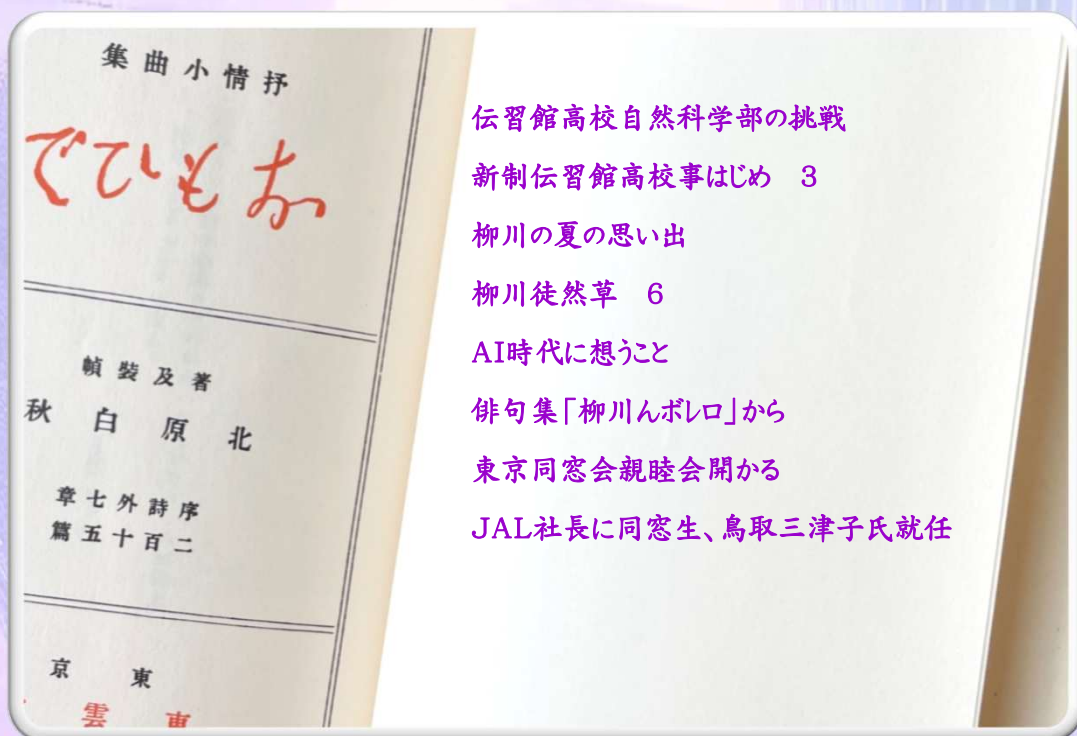 抒情小曲集
おもひで
著及裝幀
北原白秋
序詩外七章
二百十五篇
東京
東雲
伝習館高校自然科学部の挑戦
新制伝習館高校事はじめ　3
柳川の夏の思い出
柳川徒然草　6
AI時代に想うこと
俳句集「柳川んボレロ」から
東京同窓会親睦会開かる
JAL社長に同窓生、鳥取三津子氏就任